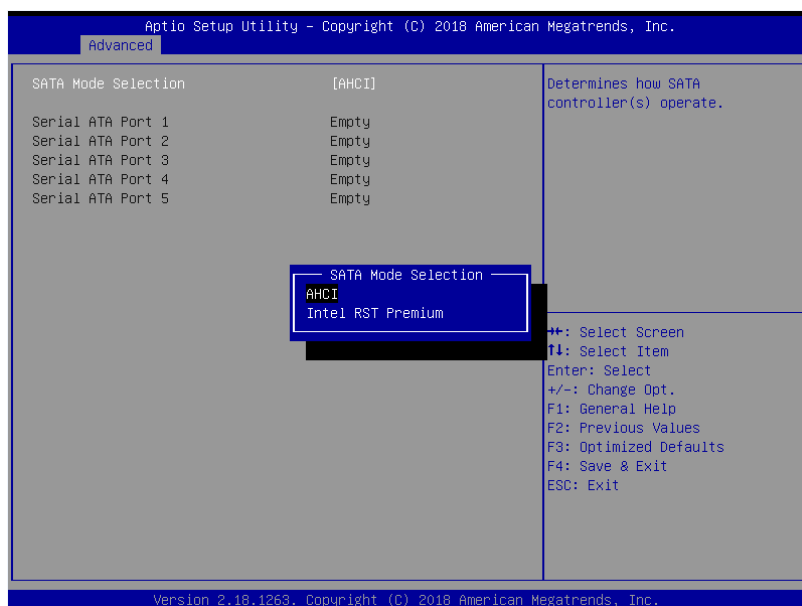 Aptio Setup Utility – Copyright (C) 2018 American Megatrends, Inc.
Advanced
SATA Mode Selection [AHCI]
Serial ATA Port 1 Empty
Serial ATA Port 2 Empty
Serial ATA Port 3 Empty
Serial ATA Port 4 Empty
Serial ATA Port 5 Empty
Determines how SATA
controller(s) operate.
SATA Mode Selection
AHCI
Intel RST Premium
→←: Select Screen
↑↓: Select Item
Enter: Select
+/-: Change Opt.
F1: General Help
F2: Previous Values
F3: Optimized Defaults
F4: Save & Exit
ESC: Exit
Version 2.18.1263. Copyright (C) 2018 American Megatrends, Inc.